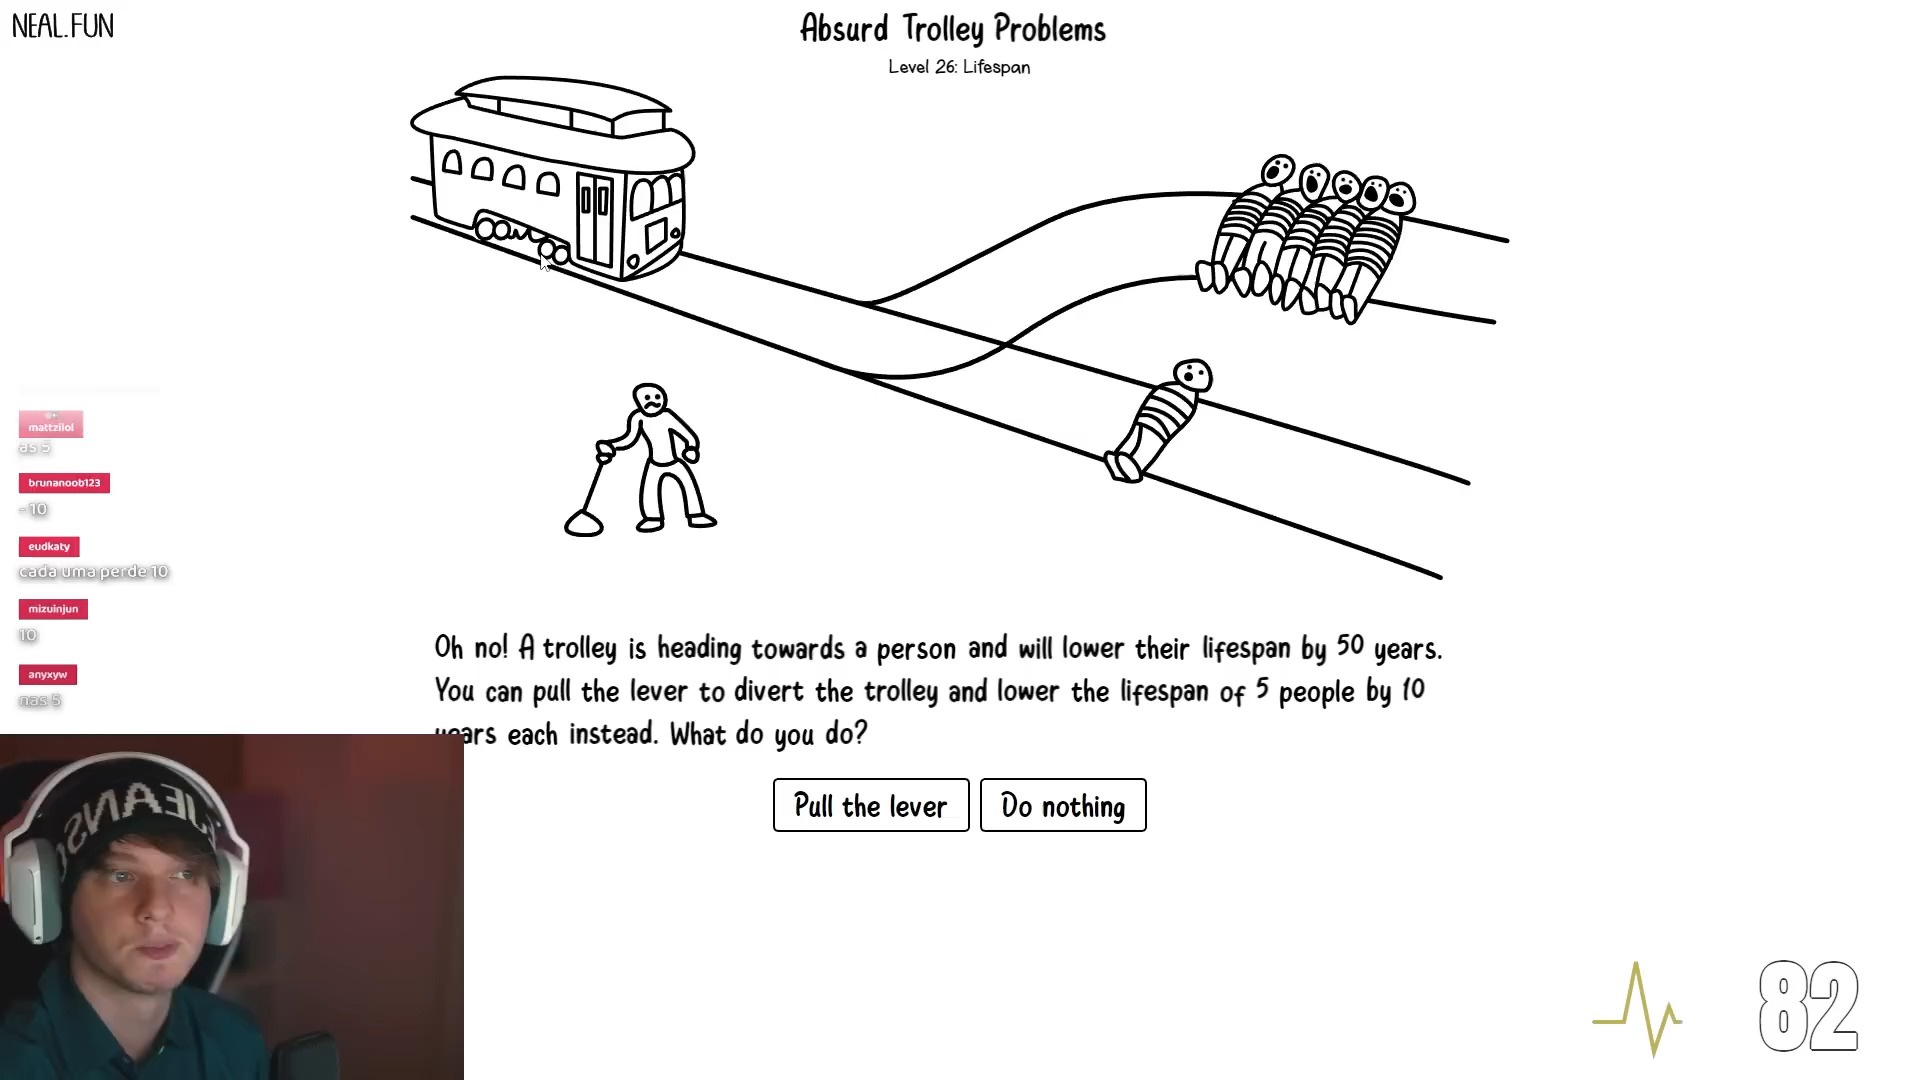 NEAL.FUN
Absurd Trolley Problems
Level 26: Lifespan
mattzilol
as 5
brunanoob123
- 10
eudkaty
cada uma perde 10
mizuinjun
10
anyxyw
nas 5
Oh no! A trolley is heading towards a person and will lower their lifespan by 50 years.
You can pull the lever to divert the trolley and lower the lifespan of 5 people by 10
years each instead. What do you do?
Pull the lever
Do nothing
JEANS
82